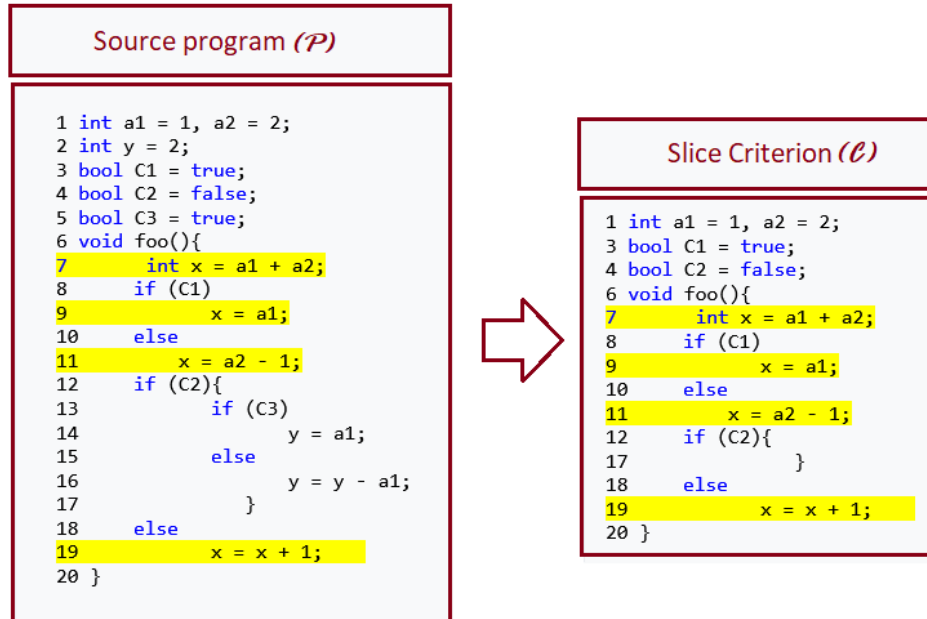 Source program (P)
1 int a1 = 1, a2 = 2;
2 int y = 2;
3 bool C1 = true;
4 bool C2 = false;
5 bool C3 = true;
6 void foo(){
7 int x = a1 + a2;
8 if (C1)
9 x = a1;
10 else
11 x = a2 - 1;
12 if (C2){
13 if (C3)
14 y = a1;
15 else
16 y = y - a1;
17 }
18 else
19 x = x + 1;
20 }
Slice Criterion (C)
1 int a1 = 1, a2 = 2;
3 bool C1 = true;
4 bool C2 = false;
6 void foo(){
7 int x = a1 + a2;
8 if (C1)
9 x = a1;
10 else
11 x = a2 - 1;
12 if (C2){
17 }
18 else
19 x = x + 1;
20 }